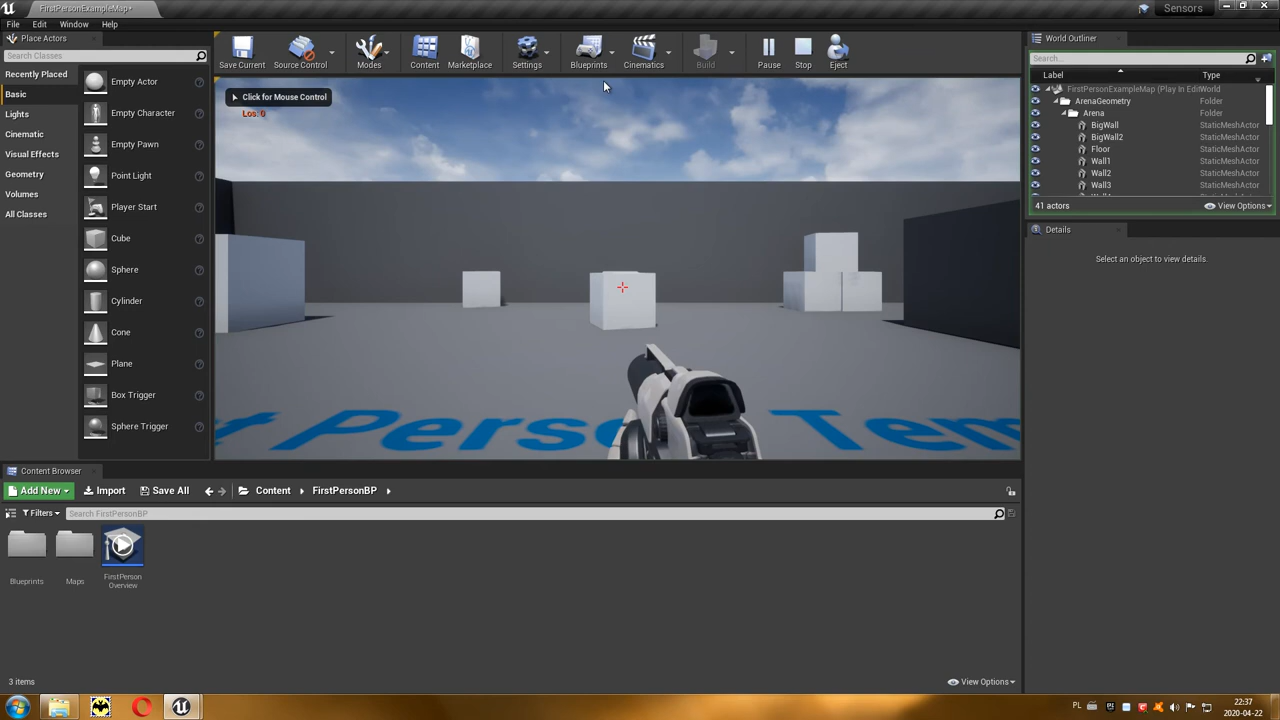 FirstPersonExampleMap*
Sensors
File Edit Window Help
Place Actors
Search Classes
Recently Placed
Basic
Lights
Cinematic
Visual Effects
Geometry
Volumes
All Classes
Empty Actor
Empty Character
Empty Pawn
Point Light
Player Start
Cube
Sphere
Cylinder
Cone
Plane
Box Trigger
Sphere Trigger
Save Current
Source Control
Modes
Content
Marketplace
Settings
Blueprints
Cinematics
Build
Pause
Stop
Eject
Click for Mouse Control
Los: 0
st Person Tem
World Outliner
Search...
Label Type
FirstPersonExampleMap (Play In Edi World
ArenaGeometry Folder
Arena Folder
BigWall StaticMeshActor
BigWall2 StaticMeshActor
Floor StaticMeshActor
Wall1 StaticMeshActor
Wall2 StaticMeshActor
Wall3 StaticMeshActor
41 actors
View Options
Details
Select an object to view details.
Content Browser
Add New Import Save All Content FirstPersonBP
Filters
Search FirstPersonBP
Blueprints
Maps
FirstPerson
Overview
3 items
View Options
PL
22:37
2020-04-22